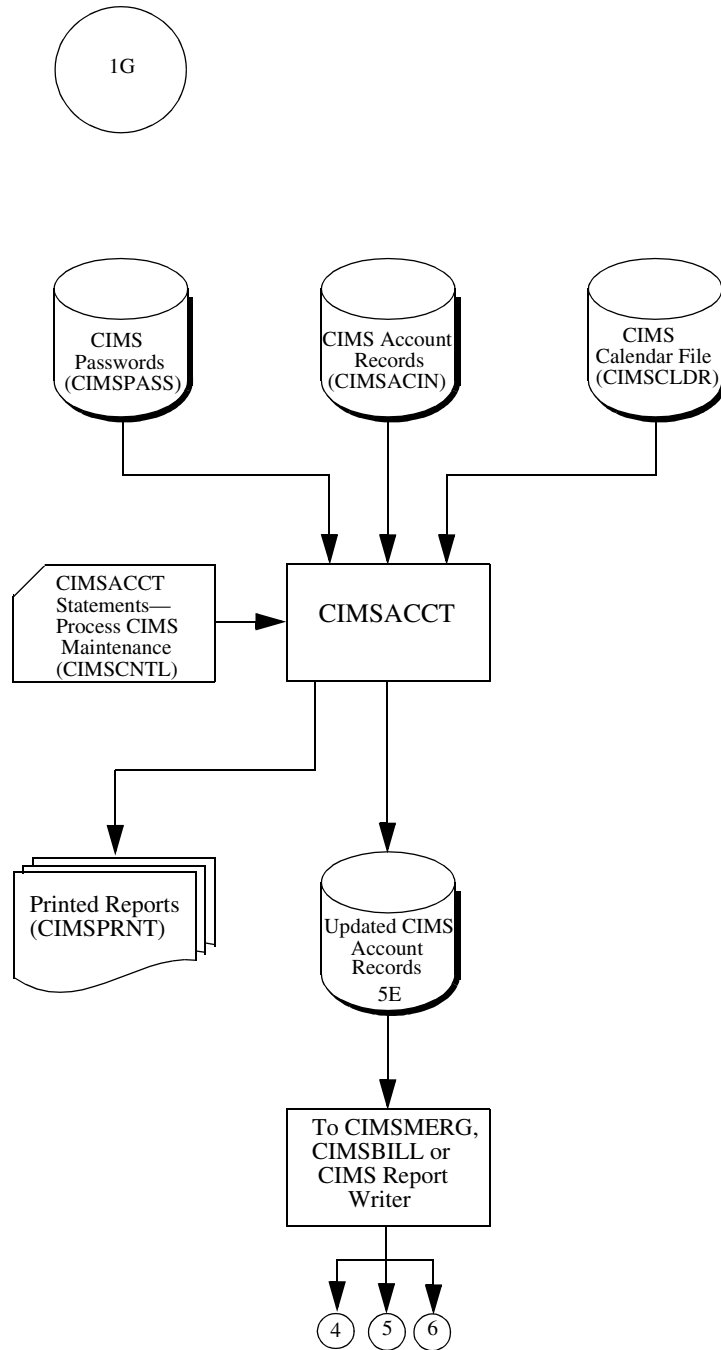 1G
CIMS
Passwords
(CIMSPASS)
CIMS Account
Records
(CIMSACIN)
CIMS
Calendar File
(CIMSCLDR)
CIMSACCT
Statements—
Process CIMS
Maintenance
(CIMSCNTL)
CIMSACCT
Printed Reports
(CIMSPRNT)
Updated CIMS
Account
Records
5E
To CIMSMERG,
CIMSBILL or
CIMS Report
Writer
4
5
6